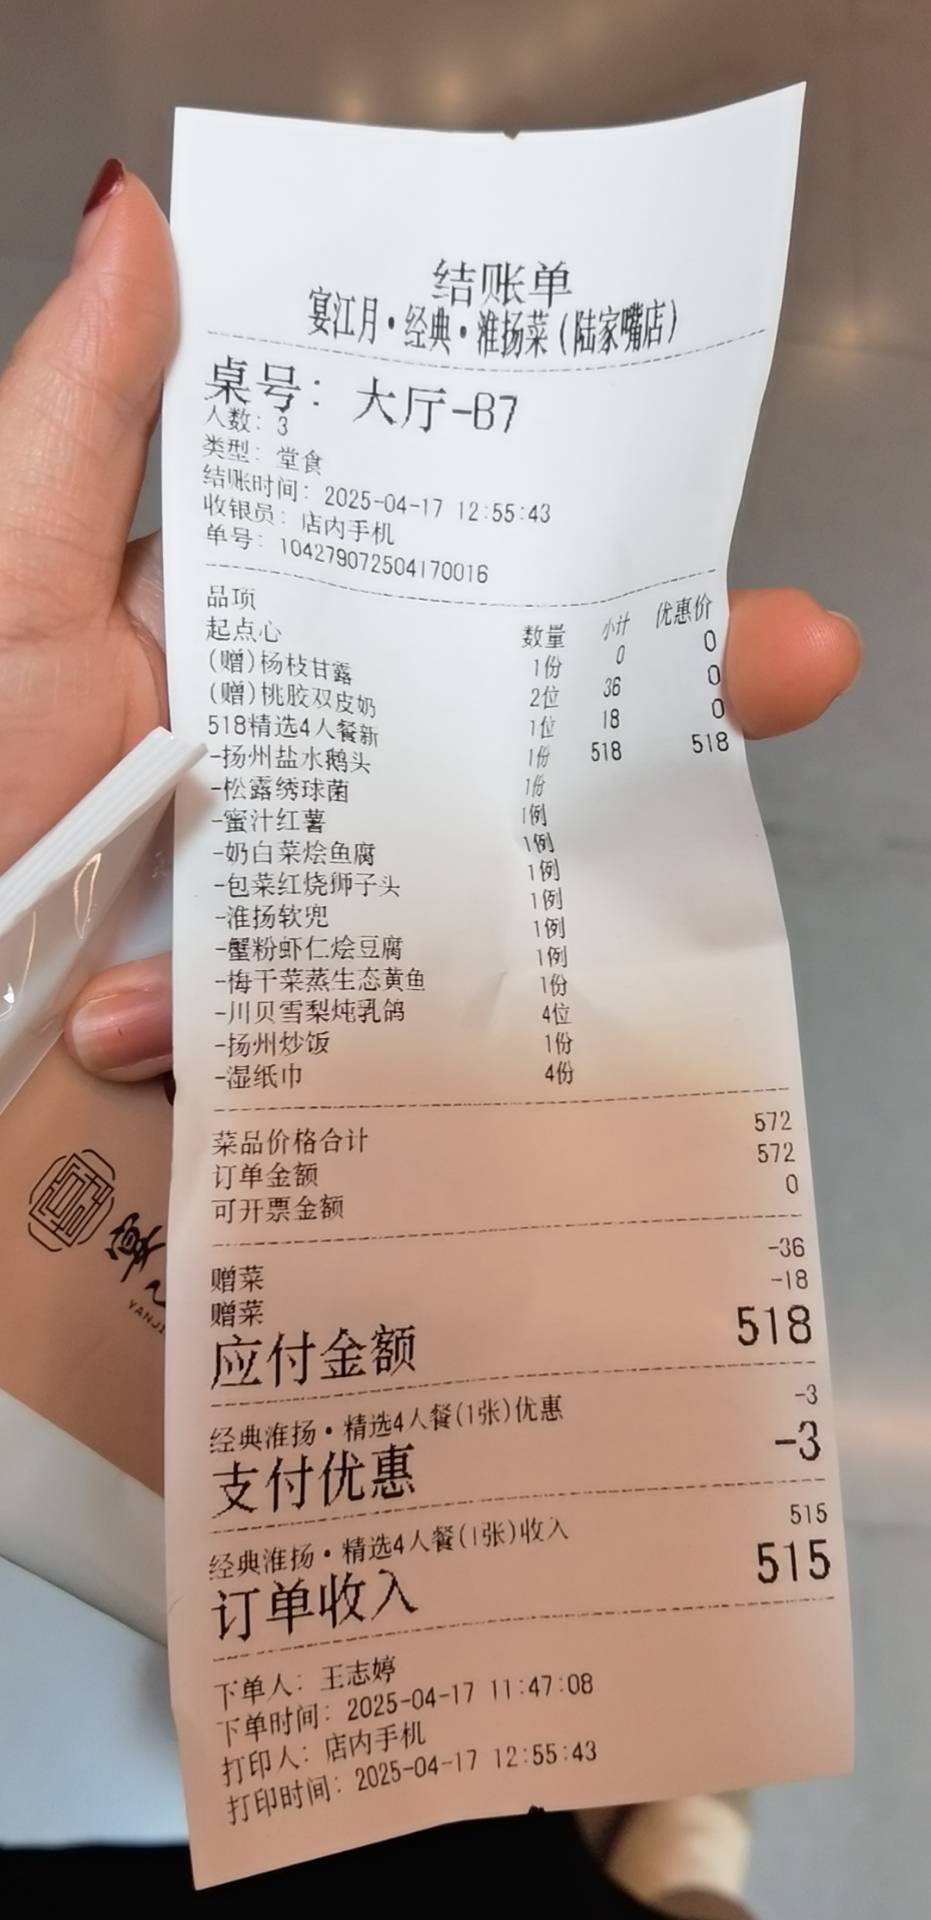 结账单
宴江月·经典·淮扬菜(陆家嘴店)
桌号: 大厅-B7
人数: 3
类型: 堂食
结账时间: 2025-04-17 12:55:43
收银员: 店内手机
单号: 104279072504170016
品项 数量 小计 优惠价
起点心 1份 0 0
(赠)杨枝甘露 2位 36 0
(赠)桃胶双皮奶 1位 18 0
518精选4人餐新 1份 518 518
-扬州盐水鹅头 1份
-松露绣球菌 1例
-蜜汁红薯 1例
-奶白菜烩鱼腐 1例
-包菜红烧狮子头 1例
-淮扬软兜 1例
-蟹粉虾仁烩豆腐 1例
-梅干菜蒸生态黄鱼 1份
-川贝雪梨炖乳鸽 4位
-扬州炒饭 1份
-湿纸巾 4份
菜品价格合计 572
订单金额 572
可开票金额 0
赠菜 -36
赠菜 -18
应付金额 518
经典淮扬·精选4人餐(1张)优惠 -3
支付优惠 -3
经典淮扬·精选4人餐(1张)收入 515
订单收入 515
下单人: 王志婷
下单时间: 2025-04-17 11:47:08
打印人: 店内手机
打印时间: 2025-04-17 12:55:43
宴
YANJI